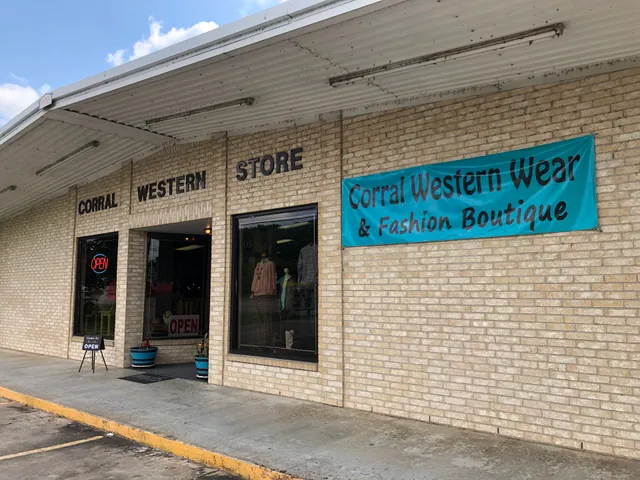 CORRAL WESTERN STORE
Corral Western Wear
& Fashion Boutique
OPEN
OPEN
OPEN